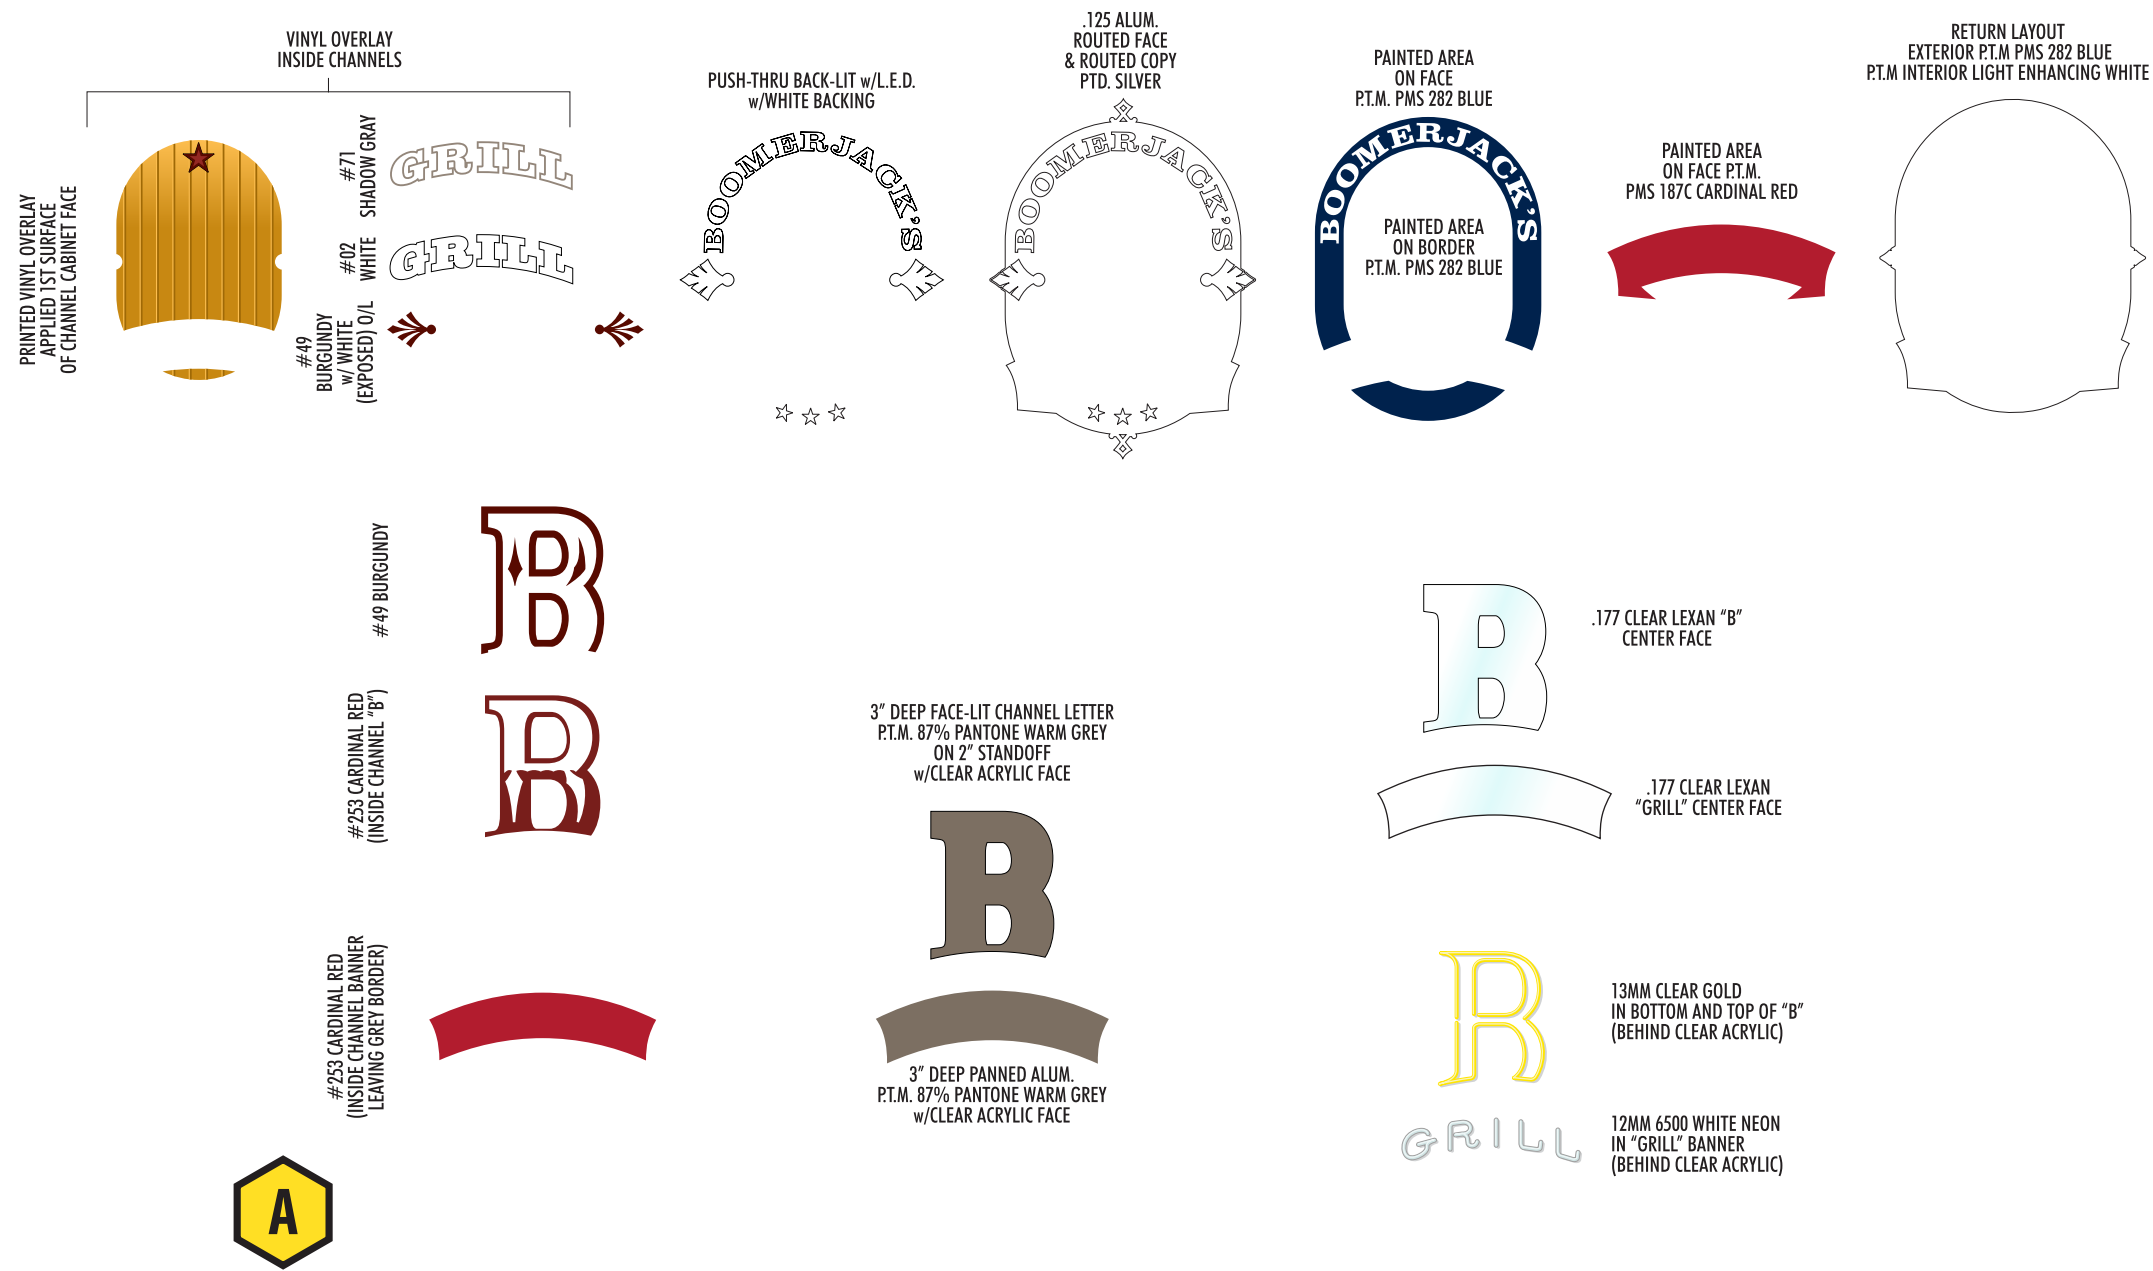 VINYL OVERLAY
INSIDE CHANNELS
PRINTED VINYL OVERLAY
APPLIED 1ST SURFACE
OF CHANNEL CABINET FACE
#71
SHADOW GRAY
GRILL
#02
WHITE
GRILL
#49
BURGUNDY
w/ WHITE
(EXPOSED) O/L
PUSH-THRU BACK-LIT w/L.E.D.
w/WHITE BACKING
BOOMERJACK'S
.125 ALUM.
ROUTED FACE
& ROUTED COPY
PTD. SILVER
BOOMERJACK'S
PAINTED AREA
ON FACE
P.T.M. PMS 282 BLUE
BOOMERJACK'S
PAINTED AREA
ON BORDER
P.T.M. PMS 282 BLUE
PAINTED AREA
ON FACE P.T.M.
PMS 187C CARDINAL RED
RETURN LAYOUT
EXTERIOR P.T.M PMS 282 BLUE
P.T.M INTERIOR LIGHT ENHANCING WHITE
#49 BURGUNDY
B
#253 CARDINAL RED
(INSIDE CHANNEL “B”)
B
#253 CARDINAL RED
(INSIDE CHANNEL BANNER
LEAVING GREY BORDER)
3” DEEP FACE-LIT CHANNEL LETTER
P.T.M. 87% PANTONE WARM GREY
ON 2” STANDOFF
w/CLEAR ACRYLIC FACE
B
3” DEEP PANNED ALUM.
P.T.M. 87% PANTONE WARM GREY
w/CLEAR ACRYLIC FACE
B
.177 CLEAR LEXAN “B”
CENTER FACE
.177 CLEAR LEXAN
“GRILL” CENTER FACE
B
13MM CLEAR GOLD
IN BOTTOM AND TOP OF “B”
(BEHIND CLEAR ACRYLIC)
GRILL
12MM 6500 WHITE NEON
IN “GRILL” BANNER
(BEHIND CLEAR ACRYLIC)
A